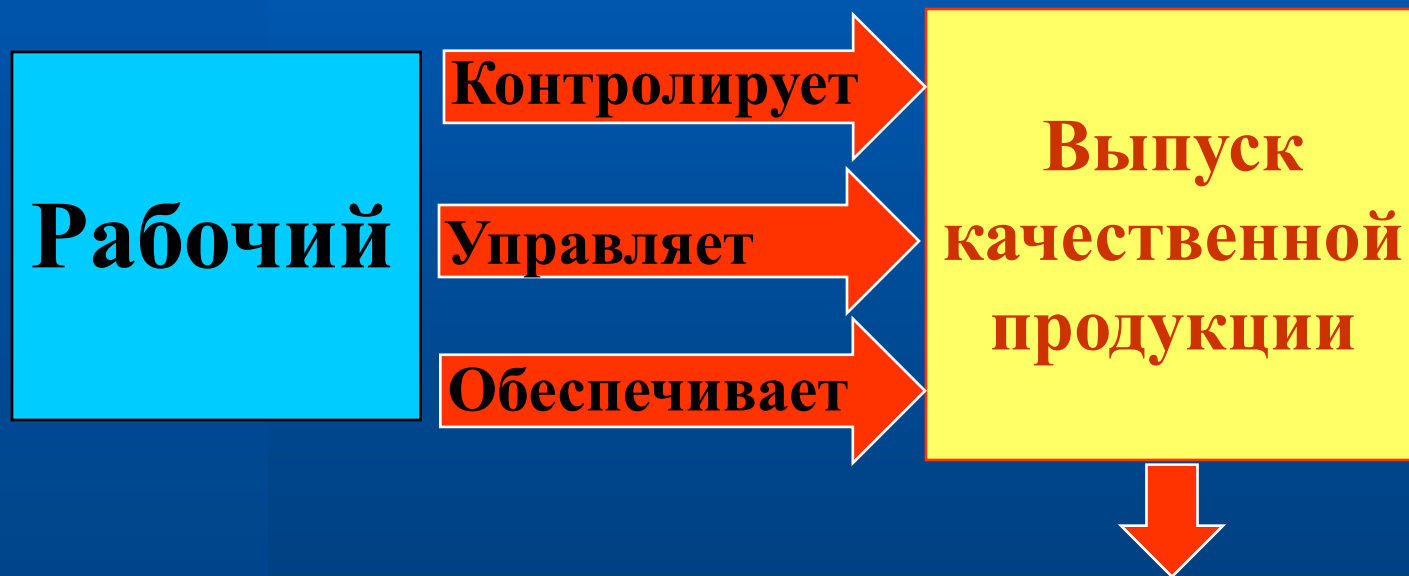 Рабочий
Контролирует
Управляет
Обеспечивает
Выпуск
качественной
продукции